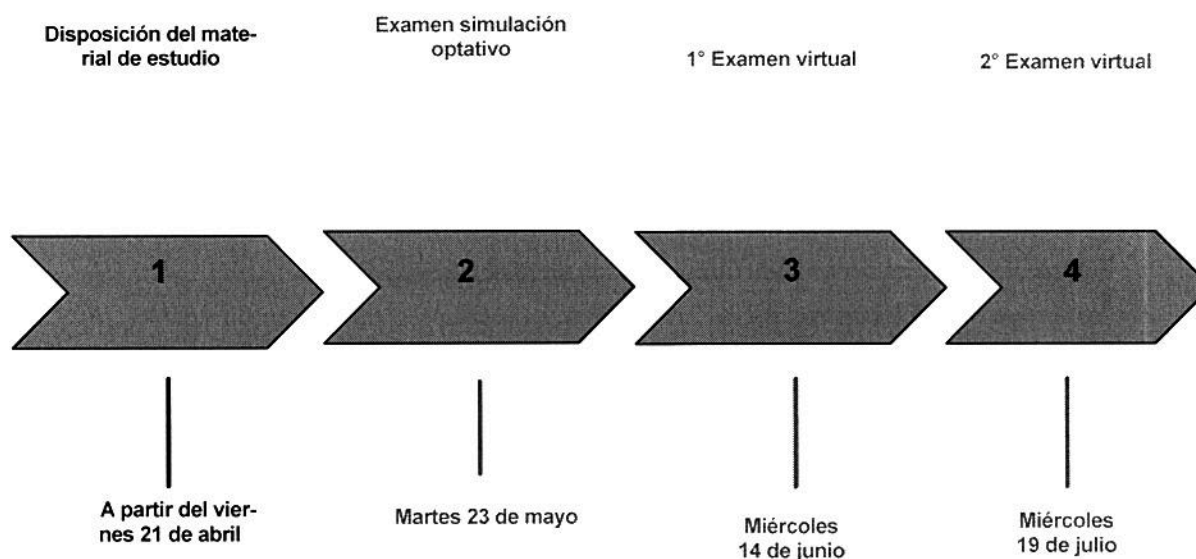 Disposición del mate-
rial de estudio
Examen simulación
optativo
1° Examen virtual
2° Examen virtual
1
2
3
4
A partir del vier-
nes 21 de abril
Martes 23 de mayo
Miércoles
14 de junio
Miércoles
19 de julio